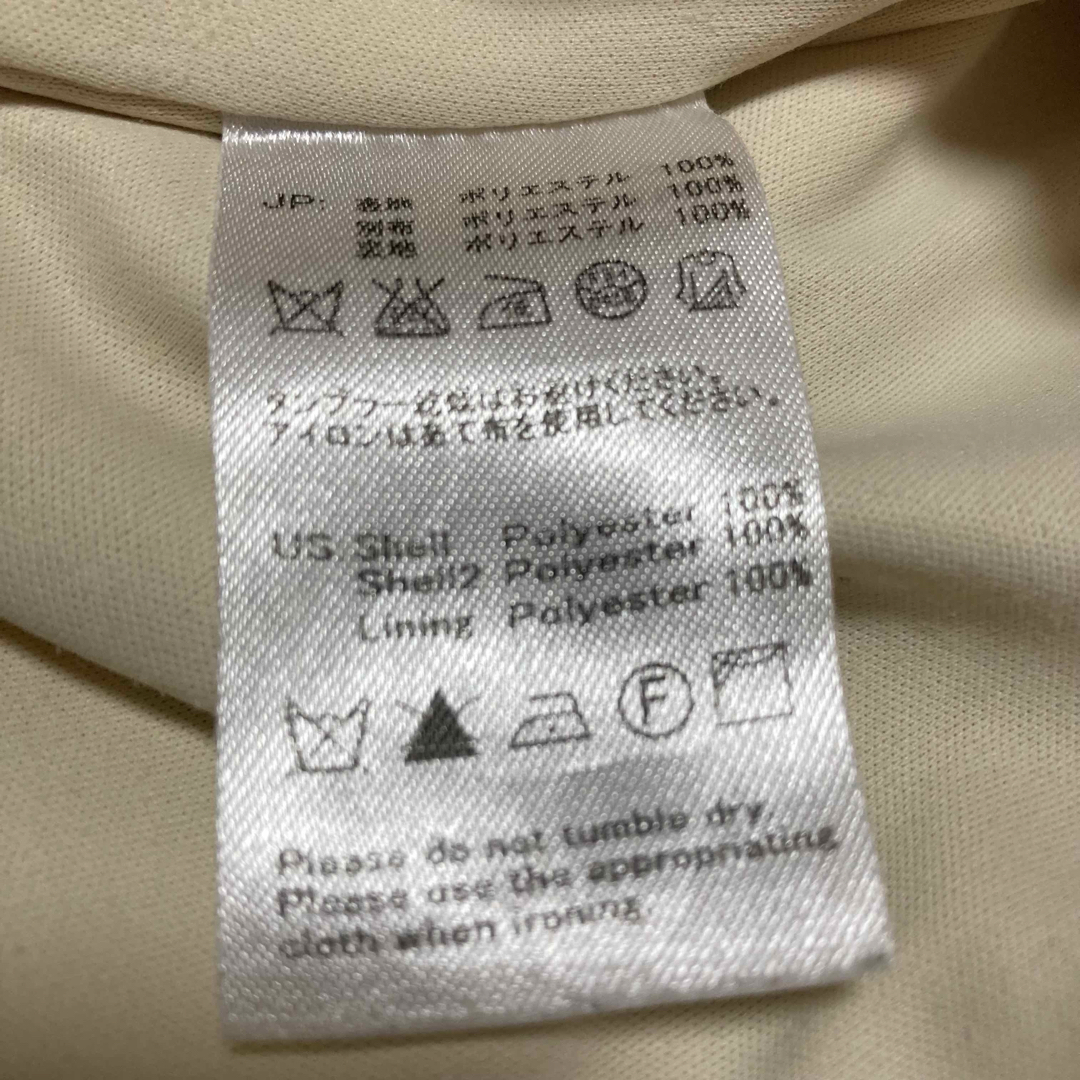 JP. 表地 ポリエステル 100%
別布 ポリエステル 100%
裏地 ポリエステル 100%
タンブラー乾燥はおさけください。
アイロンはあて布を使用してください。
US. Shell Polyester 100%
Shell2 Polyester 100%
Lining Polyester 100%
F
Please do not tumble dry.
Please use the appropriating
cloth when ironing.